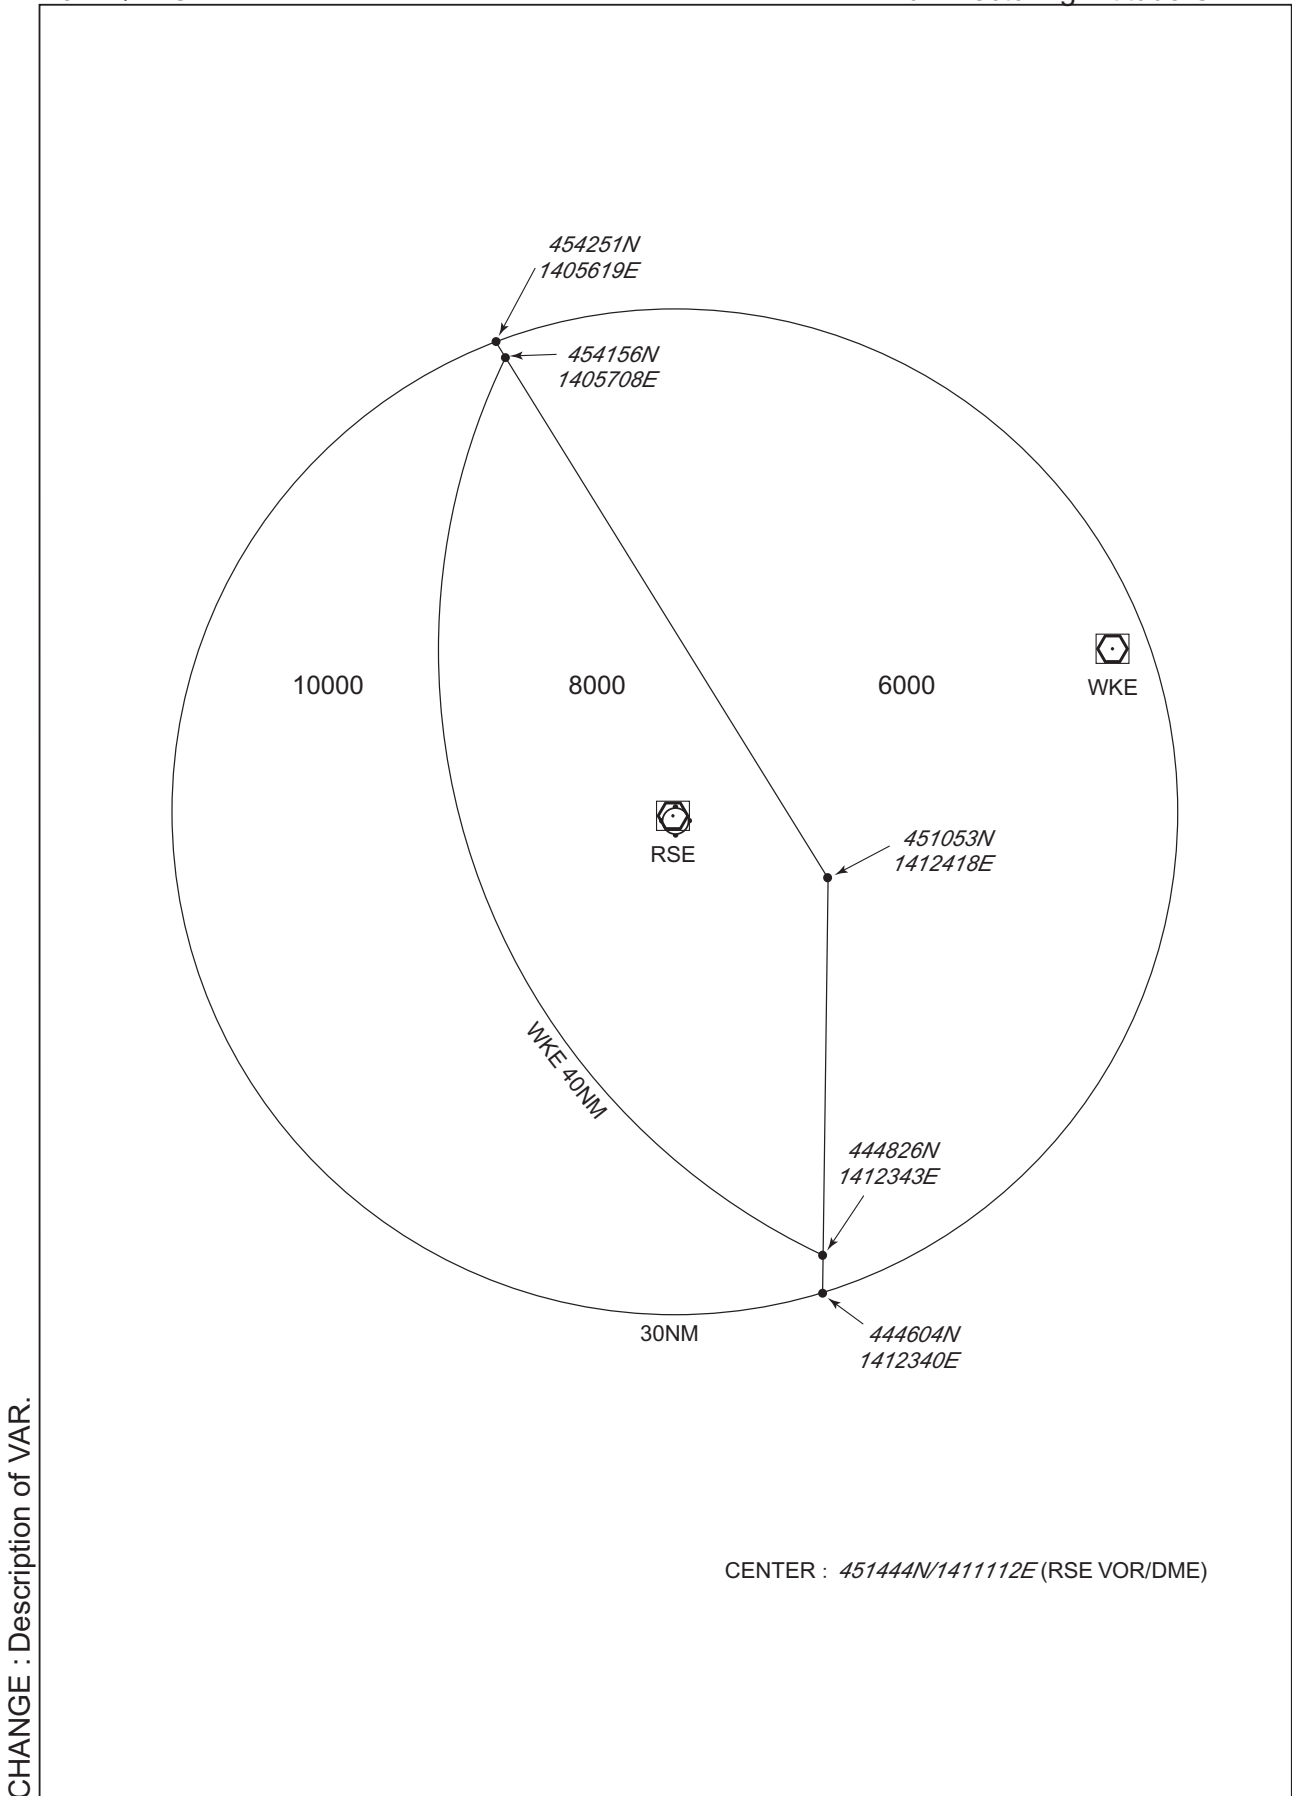 454251N
1405619E
454156N
1405708E
10000
8000
6000
WKE
RSE
451053N
1412418E
WKE 40NM
444826N
1412343E
30NM
444604N
1412340E
CENTER : 451444N/1411112E (RSE VOR/DME)
CHANGE : Description of VAR.